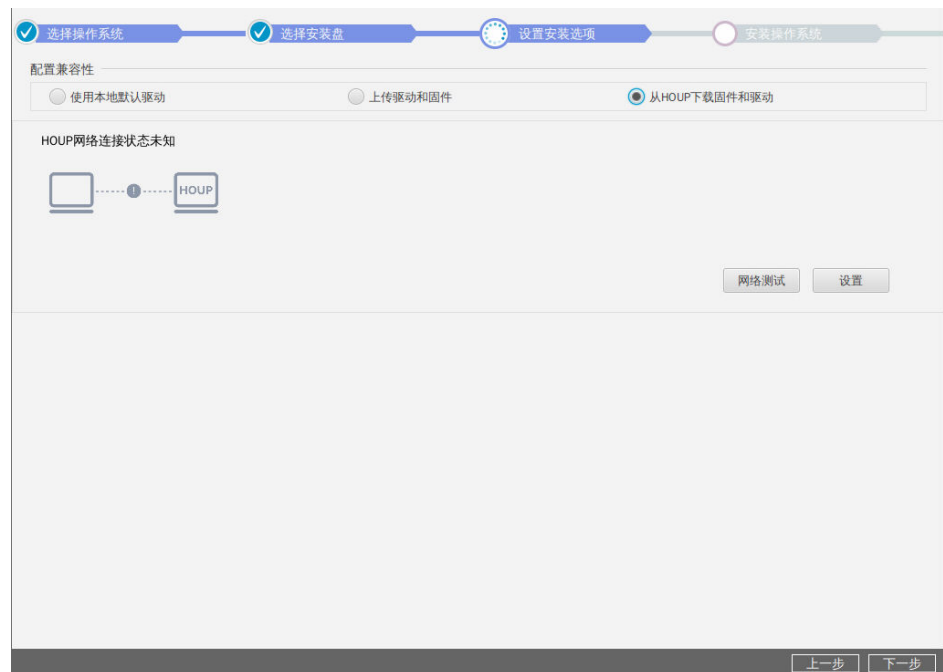 选择操作系统 选择安装盘 设置安装选项 安装操作系统
配置兼容性
使用本地默认驱动 上传驱动和固件 从HOUP下载固件和驱动
HOUP网络连接状态未知
! HOUP
网络测试 设置
上一步 下一步